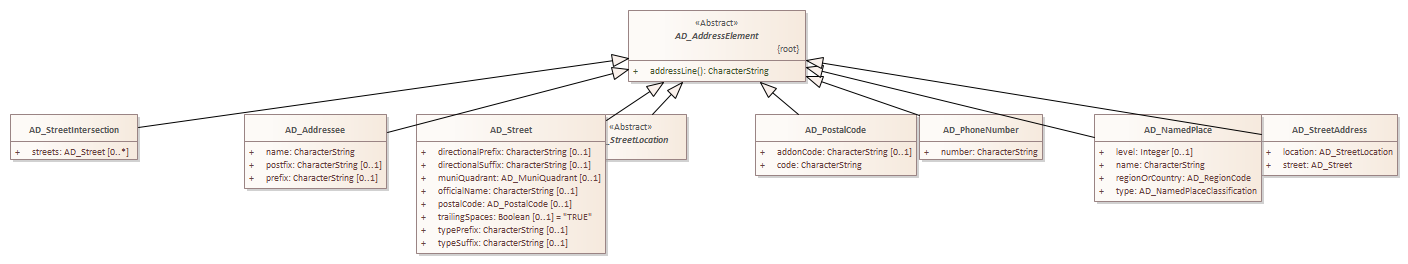 «Abstract»
AD_AddressElement
{root}
+ addressLine(): CharacterString
AD_StreetIntersection
+ streets: AD_Street [0..*]
AD_Addressee
+ name: CharacterString
+ postfix: CharacterString [0..1]
+ prefix: CharacterString [0..1]
AD_Street
+ directionalPrefix: CharacterString [0..1]
+ directionalSuffix: CharacterString [0..1]
+ muniQuadrant: AD_MuniQuadrant [0..1]
+ officialName: CharacterString [0..1]
+ postalCode: AD_PostalCode [0..1]
+ trailingSpaces: Boolean [0..1] = "TRUE"
+ typePrefix: CharacterString [0..1]
+ typeSuffix: CharacterString [0..1]
«Abstract»
_StreetLocation
AD_PostalCode
+ addonCode: CharacterString [0..1]
+ code: CharacterString
AD_PhoneNumber
+ number: CharacterString
AD_NamedPlace
+ level: Integer [0..1]
+ name: CharacterString
+ regionOrCountry: AD_RegionCode
+ type: AD_NamedPlaceClassification
AD_StreetAddress
+ location: AD_StreetLocation
+ street: AD_Street